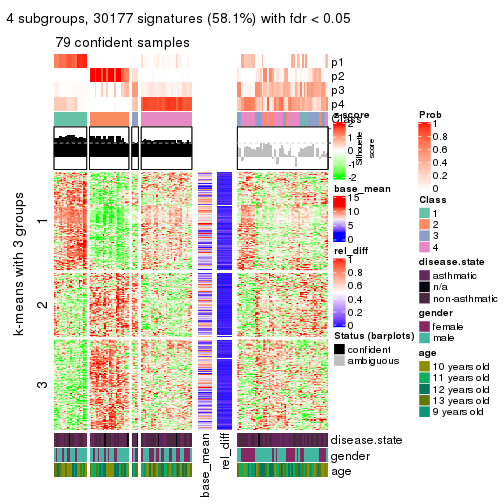 4 subgroups, 30177 signatures (58.1%) with fdr < 0.05
79 confident samples
p1
p2
p3
p4
Class
Silhouette
score
k-means with 3 groups
1
2
3
base_mean
rel_diff
disease.state
gender
age
z-score
2
1
0
-1
-2
base_mean
15
10
5
0
rel_diff
1
0.8
0.6
0.4
0.2
0
Status (barplots)
confident
ambiguous
Prob
1
0.8
0.6
0.4
0.2
0
Class
1
2
3
4
disease.state
asthmatic
n/a
non-asthmatic
gender
female
male
age
10 years old
11 years old
12 years old
13 years old
9 years old